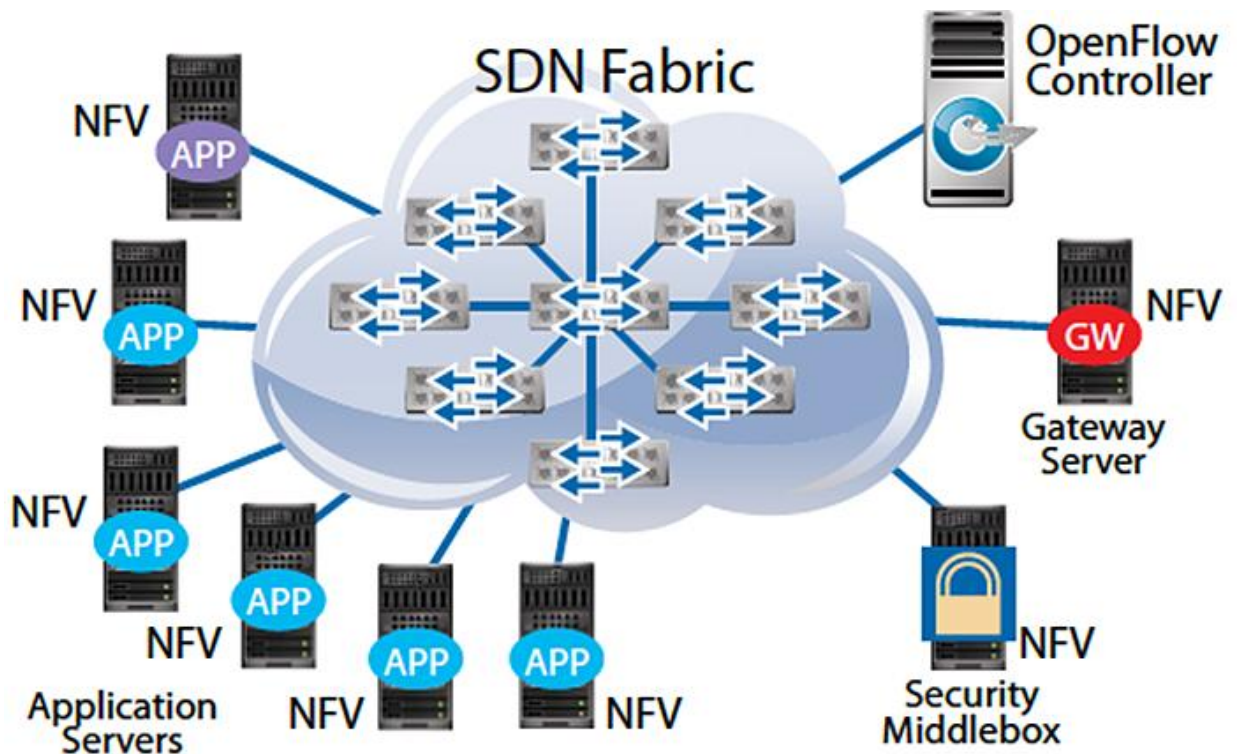 SDN Fabric
OpenFlow
Controller
NFV
APP
NFV
APP
NFV
GW
Gateway
Server
NFV
APP
APP
NFV
APP
NFV
APP
NFV
NFV
Security
Middlebox
Application
Servers